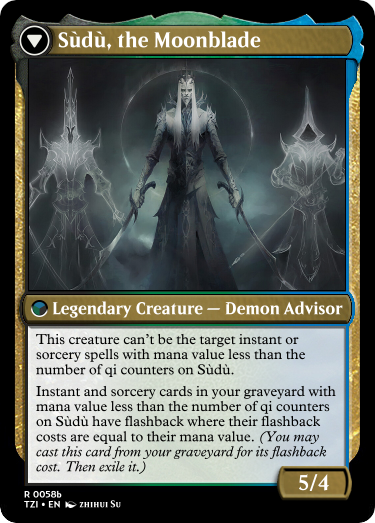 Sùdù, the Moonblade
Legendary Creature — Demon Advisor
This creature can't be the target instant or
sorcery spells with mana value less than the
number of qi counters on Sùdù.
Instant and sorcery cards in your graveyard with
mana value less than the number of qi counters
on Sùdù have flashback where their flashback
costs are equal to their mana value. (You may
cast this card from your graveyard for its flashback
cost. Then exile it.)
5/4
R 0058b
TZI • EN ZHIHUI SU